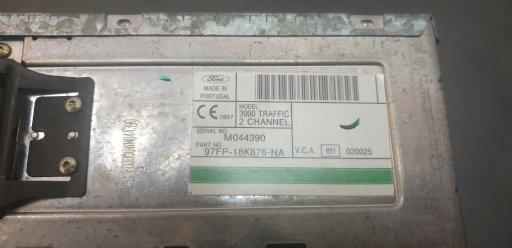 Ford
MADE IN
PORTUGAL
CE 1997
MODEL
3000 TRAFFIC
2 CHANNEL
SERIAL NO.
M044390
PART NO.
97FP-18K876-NA
V.C.A. e11 020025